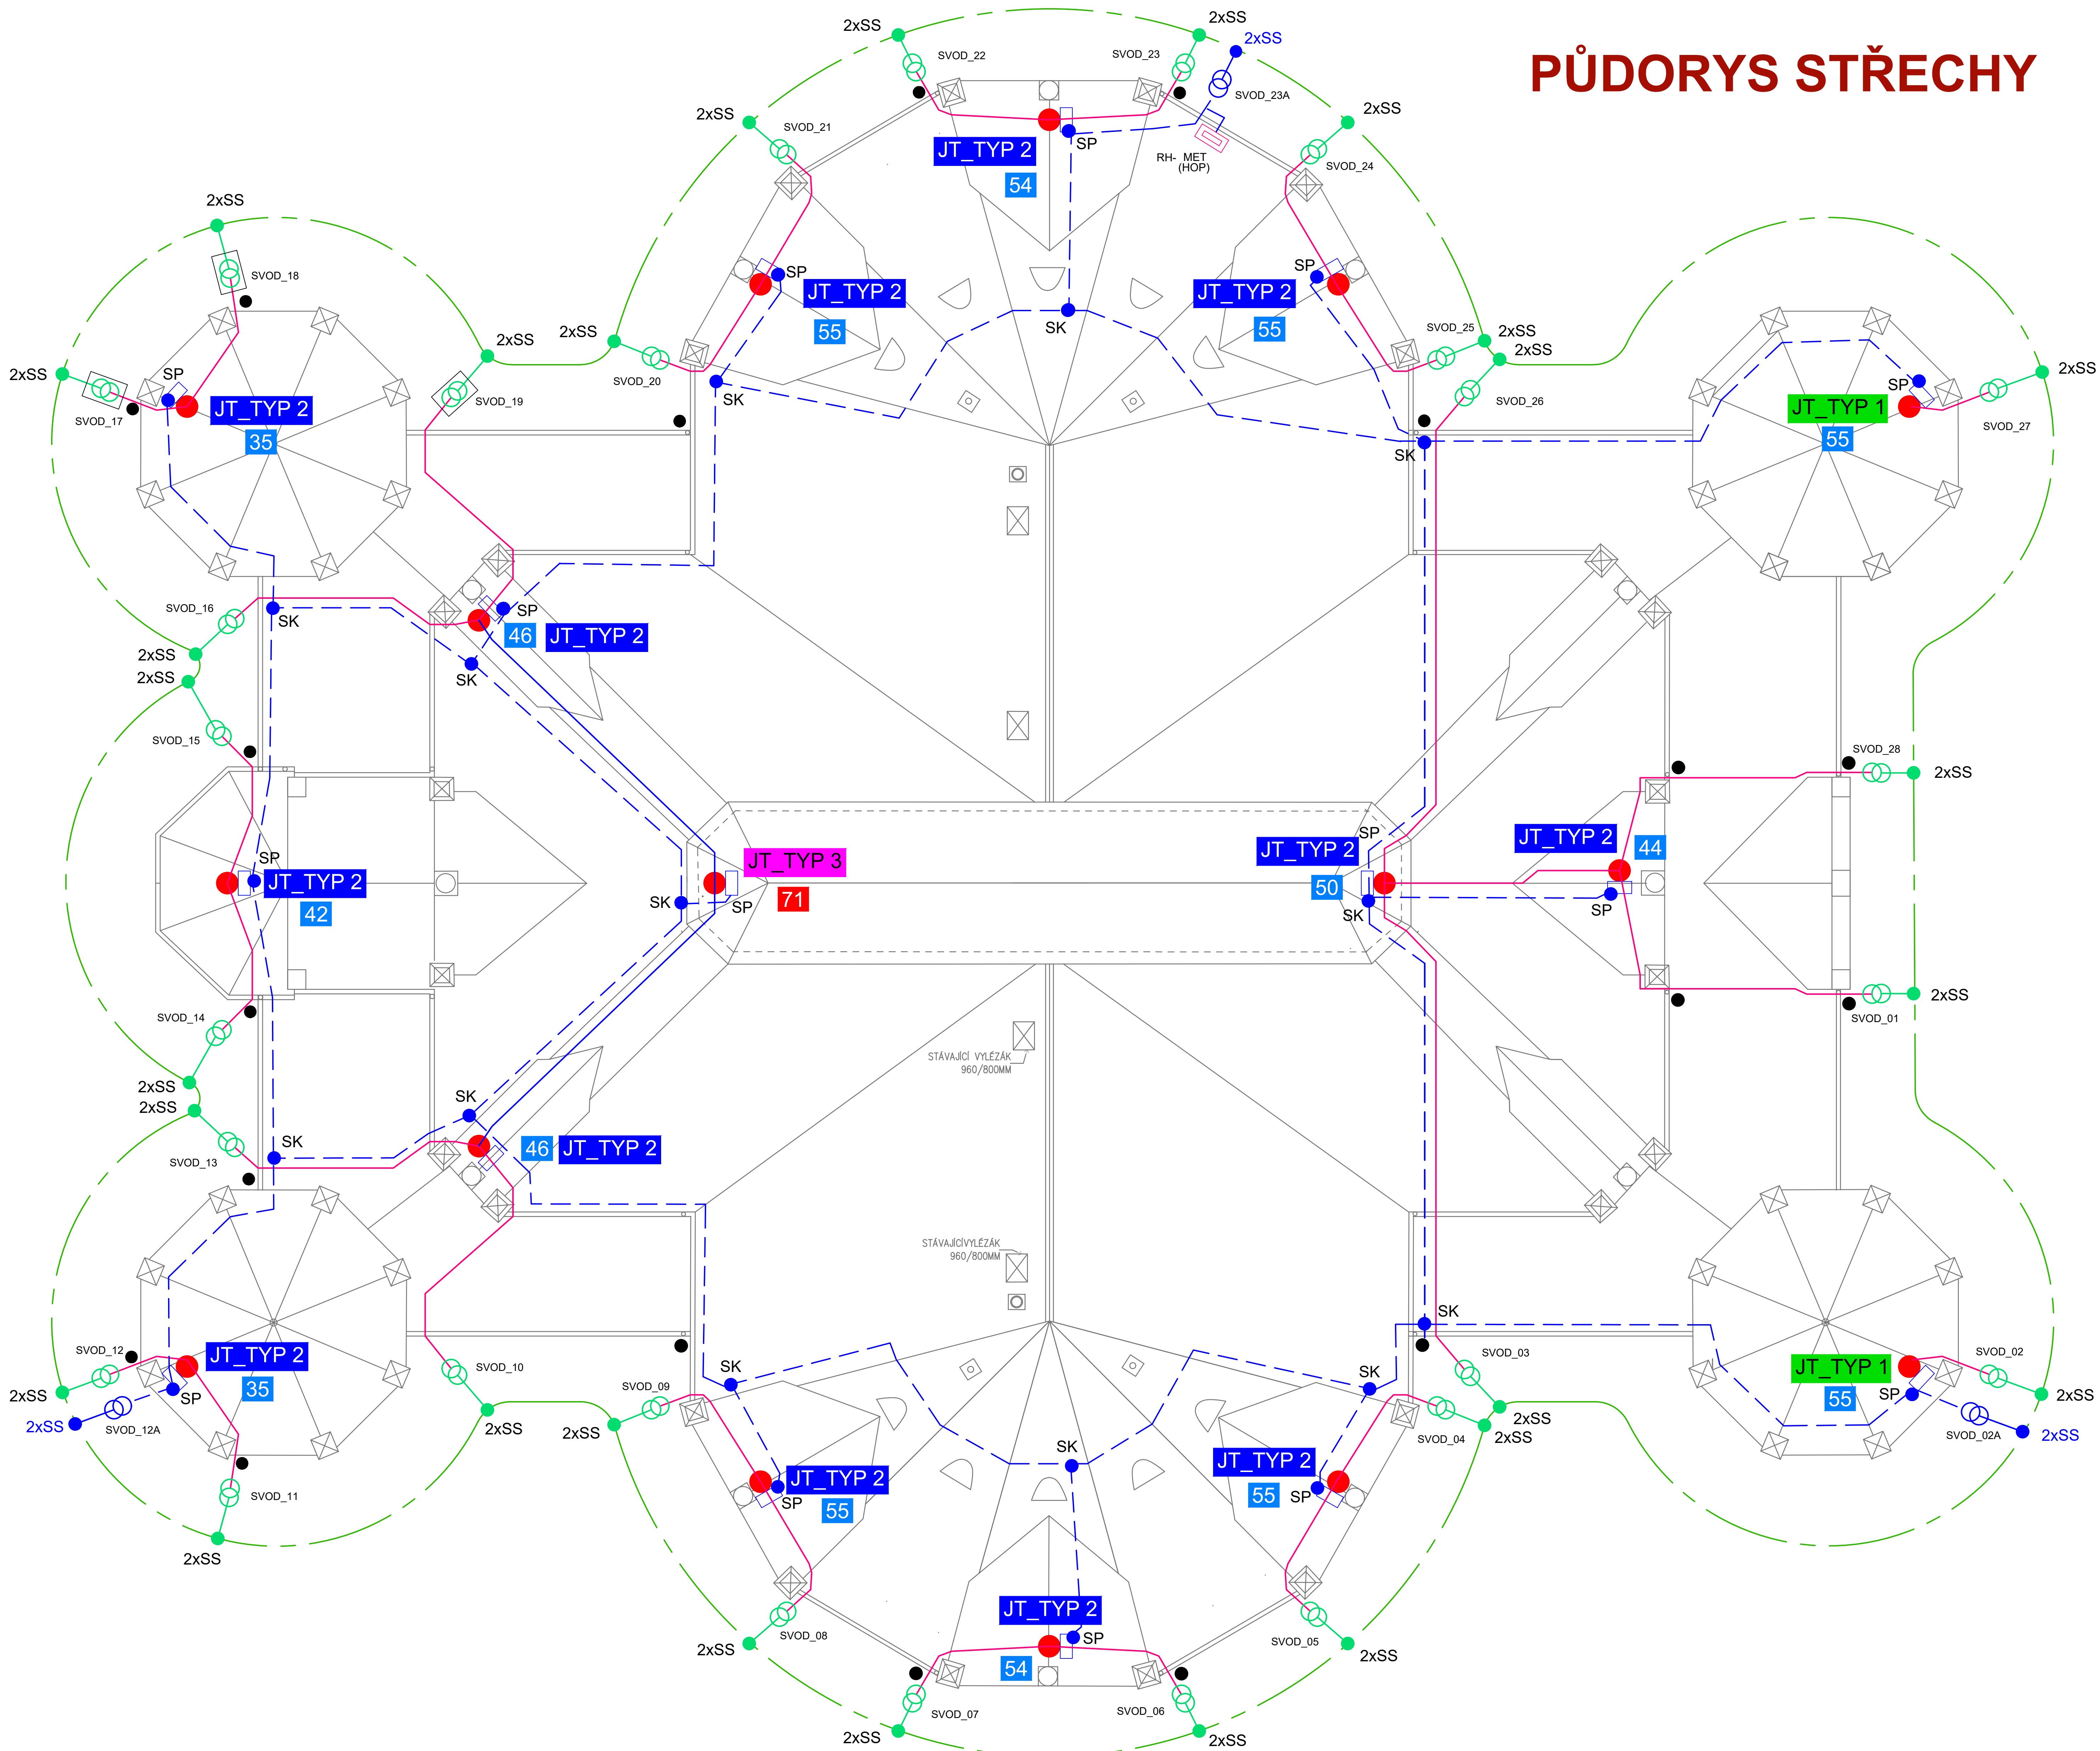 PŮDORYS STŘECHY
2xSS
SVOD_22
SVOD_23
2xSS
2xSS
SVOD_23A
2xSS
SVOD_21
JT_TYP 2
54
SP
RH- MET
(HOP)
SVOD_24
2xSS
2xSS
SVOD_18
2xSS
SVOD_19
2xSS
SVOD_20
SP
JT_TYP 2
55
SK
SK
SP
JT_TYP 2
55
SVOD_25
2xSS
2xSS
SVOD_26
SK
2xSS
SVOD_17
SP
JT_TYP 2
35
SP
JT_TYP 1
55
SVOD_27
2xSS
SVOD_16
SK
2xSS
2xSS
SP
46
JT_TYP 2
SK
SVOD_15
SVOD_28
2xSS
SP
JT_TYP 2
42
JT_TYP 3
71
SK
SP
SP
JT_TYP 2
50
SK
JT_TYP 2
44
SP
2xSS
SVOD_01
SVOD_14
2xSS
2xSS
STÁVAJÍCÍ VYLÉZÁK
960/800MM
SK
46
JT_TYP 2
SK
SVOD_13
STÁVAJÍCÍVYLÉZÁK
960/800MM
SVOD_12
2xSS
2xSS
SVOD_12A
SP
JT_TYP 2
35
SVOD_10
2xSS
SVOD_11
2xSS
SVOD_09
2xSS
SK
JT_TYP 2
55
SP
SK
SK
JT_TYP 2
55
SP
SVOD_03
2xSS
SVOD_04
2xSS
JT_TYP 1
55
SP
SVOD_02
2xSS
SVOD_02A
2xSS
SVOD_08
2xSS
JT_TYP 2
54
SP
SVOD_05
2xSS
SVOD_07
2xSS
SVOD_06
2xSS